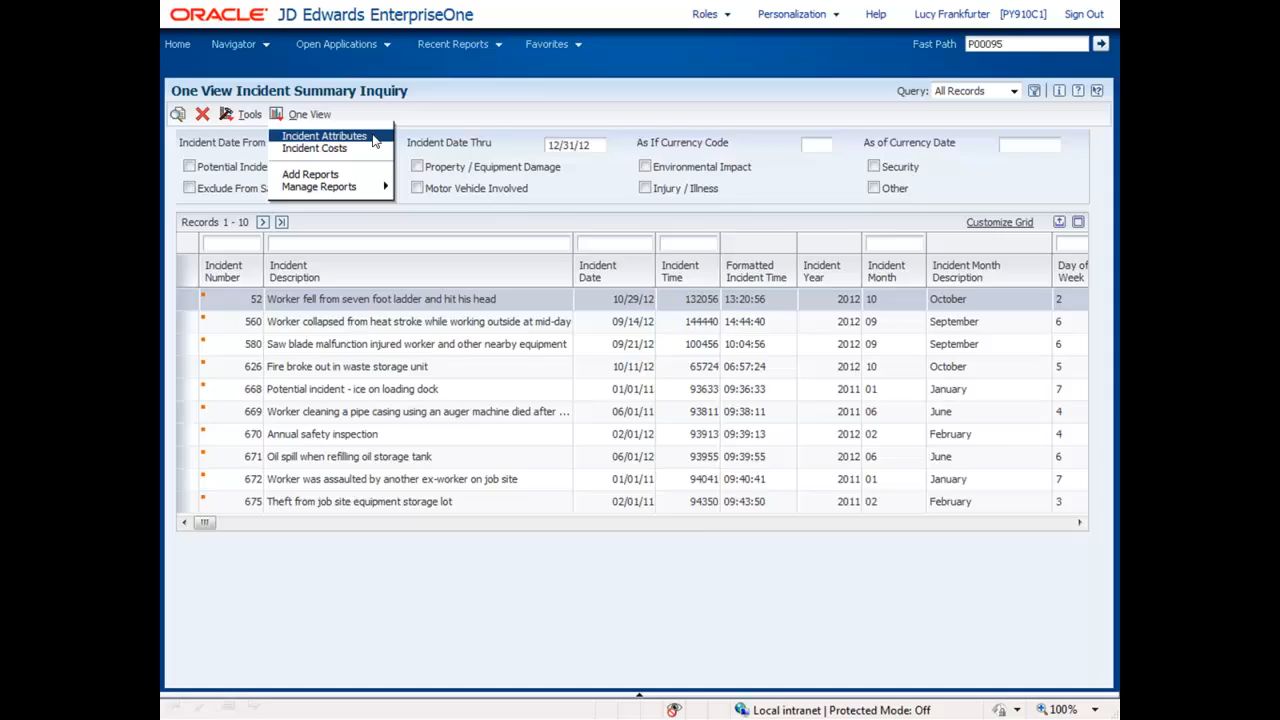 ORACLE® JD Edwards EnterpriseOne Roles Personalization Help Lucy Frankfurter [PY910C1] Sign Out
Home Navigator Open Applications Recent Reports Favorites Fast Path P00095
One View Incident Summary Inquiry Query: All Records
Tools One View
Incident Attributes
Incident Costs
Add Reports
Manage Reports
Incident Date From Incident Date Thru 12/31/12 As If Currency Code As of Currency Date
Potential Incide Property / Equipment Damage Environmental Impact Security
Exclude From Sa Motor Vehicle Involved Injury / Illness Other
Records 1 - 10 Customize Grid
Incident Number Incident Description Incident Date Incident Time Formatted Incident Time Incident Year Incident Month Incident Month Description Day of Week
52 Worker fell from seven foot ladder and hit his head 10/29/12 132056 13:20:56 2012 10 October 2
560 Worker collapsed from heat stroke while working outside at mid-day 09/14/12 144440 14:44:40 2012 09 September 6
580 Saw blade malfunction injured worker and other nearby equipment 09/21/12 100456 10:04:56 2012 09 September 6
626 Fire broke out in waste storage unit 10/11/12 65724 06:57:24 2012 10 October 5
668 Potential incident - ice on loading dock 01/01/11 93633 09:36:33 2011 01 January 7
669 Worker cleaning a pipe casing using an auger machine died after ... 06/01/11 93811 09:38:11 2011 06 June 4
670 Annual safety inspection 02/01/12 93913 09:39:13 2012 02 February 4
671 Oil spill when refilling oil storage tank 06/01/12 93955 09:39:55 2012 06 June 6
672 Worker was assaulted by another ex-worker on job site 01/01/11 94041 09:40:41 2011 01 January 7
675 Theft from job site equipment storage lot 02/01/11 94350 09:43:50 2011 02 February 3
Local intranet | Protected Mode: Off 100%